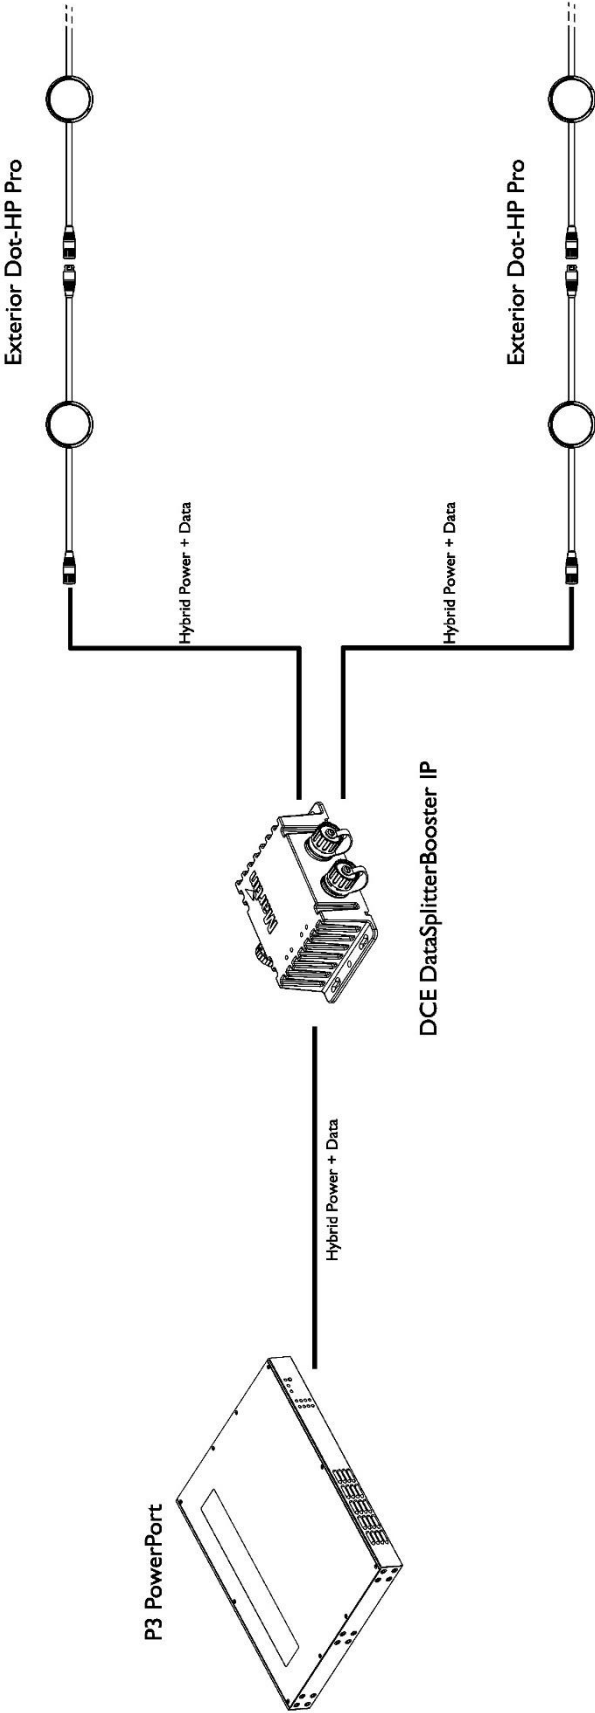 P3 PowerPort
Hybrid Power + Data
Martin
DCE DataSplitterBooster IP
Hybrid Power + Data
Exterior Dot-HP Pro
Hybrid Power + Data
Exterior Dot-HP Pro